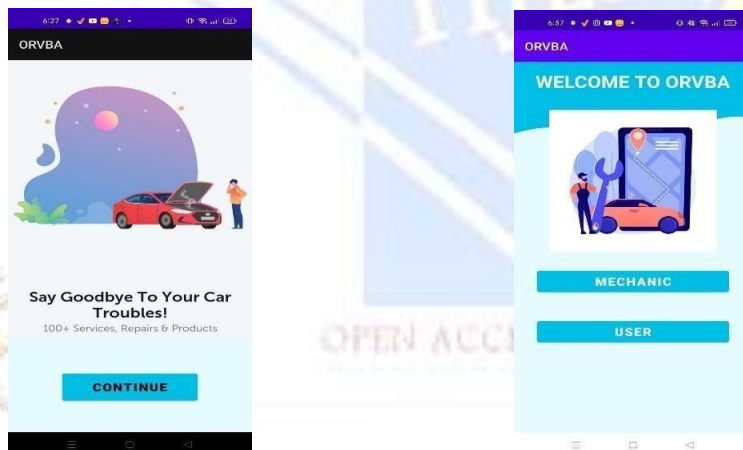 6:27
ORVBA
Say Goodbye To Your Car
Troubles!
100+ Services, Repairs & Products
CONTINUE
6:37
ORVBA
WELCOME TO ORVBA
MECHANIC
USER
OPEN ACC